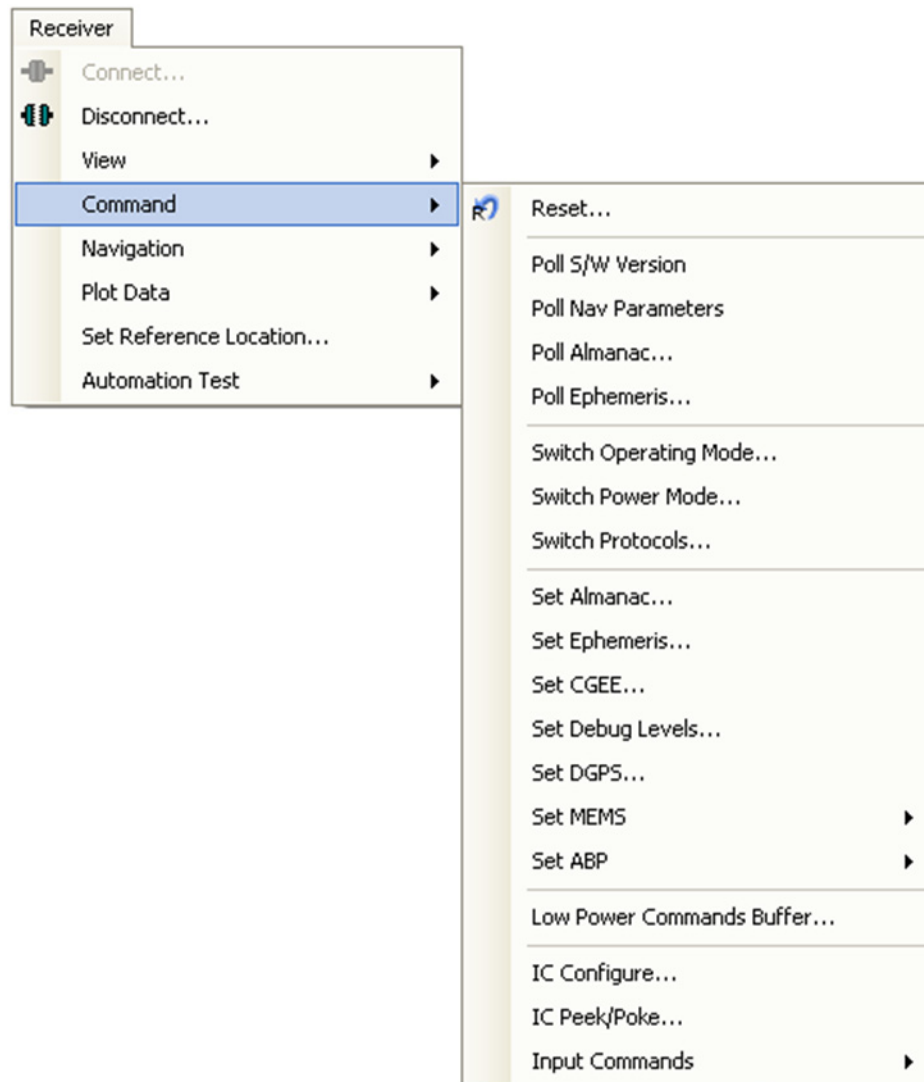 Receiver
Connect...
Disconnect...
View
Command
Navigation
Plot Data
Set Reference Location...
Automation Test
R
Reset...
Poll S/W Version
Poll Nav Parameters
Poll Almanac...
Poll Ephemeris...
Switch Operating Mode...
Switch Power Mode...
Switch Protocols...
Set Almanac...
Set Ephemeris...
Set CGEE...
Set Debug Levels...
Set DGPS...
Set MEMS
Set ABP
Low Power Commands Buffer...
IC Configure...
IC Peek/Poke...
Input Commands